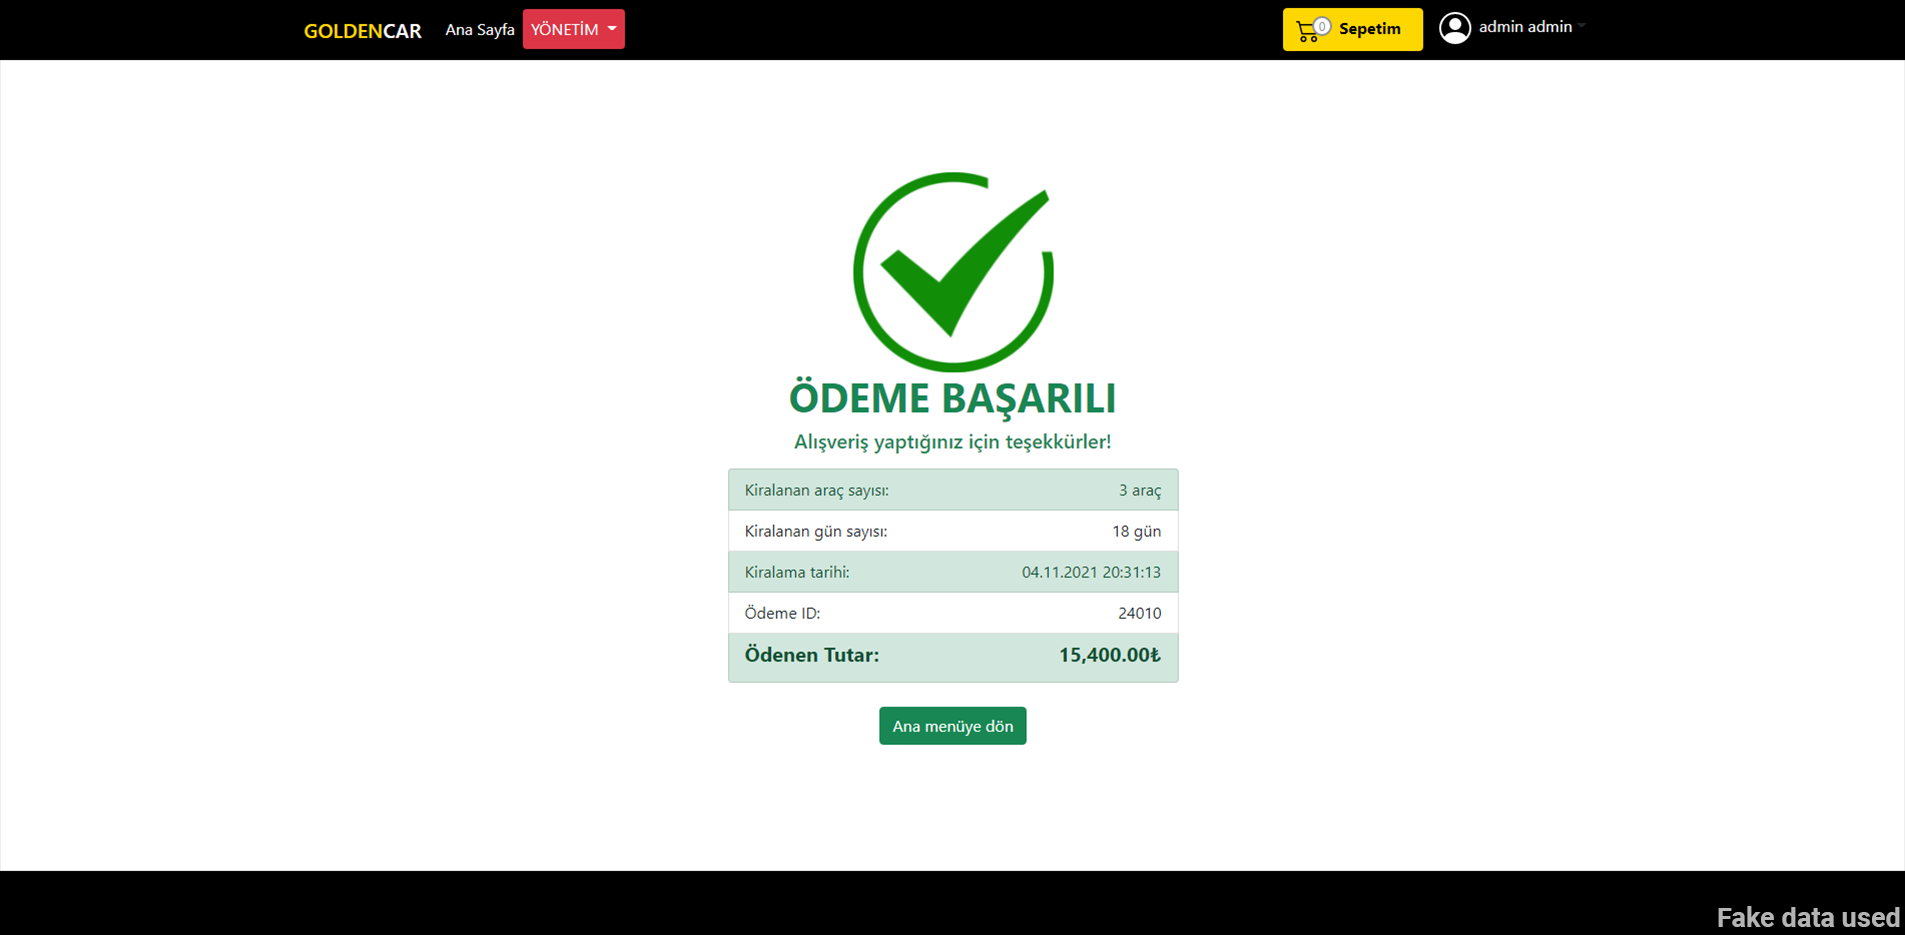 GOLDENCAR Ana Sayfa YÖNETİM 0 Sepetim admin admin
ÖDEME BAŞARILI
Alışveriş yaptığınız için teşekkürler!
Kiralanan araç sayısı: 3 araç
Kiralanan gün sayısı: 18 gün
Kiralama tarihi: 04.11.2021 20:31:13
Ödeme ID: 24010
Ödenen Tutar: 15,400.00₺
Ana menüye dön
Fake data used